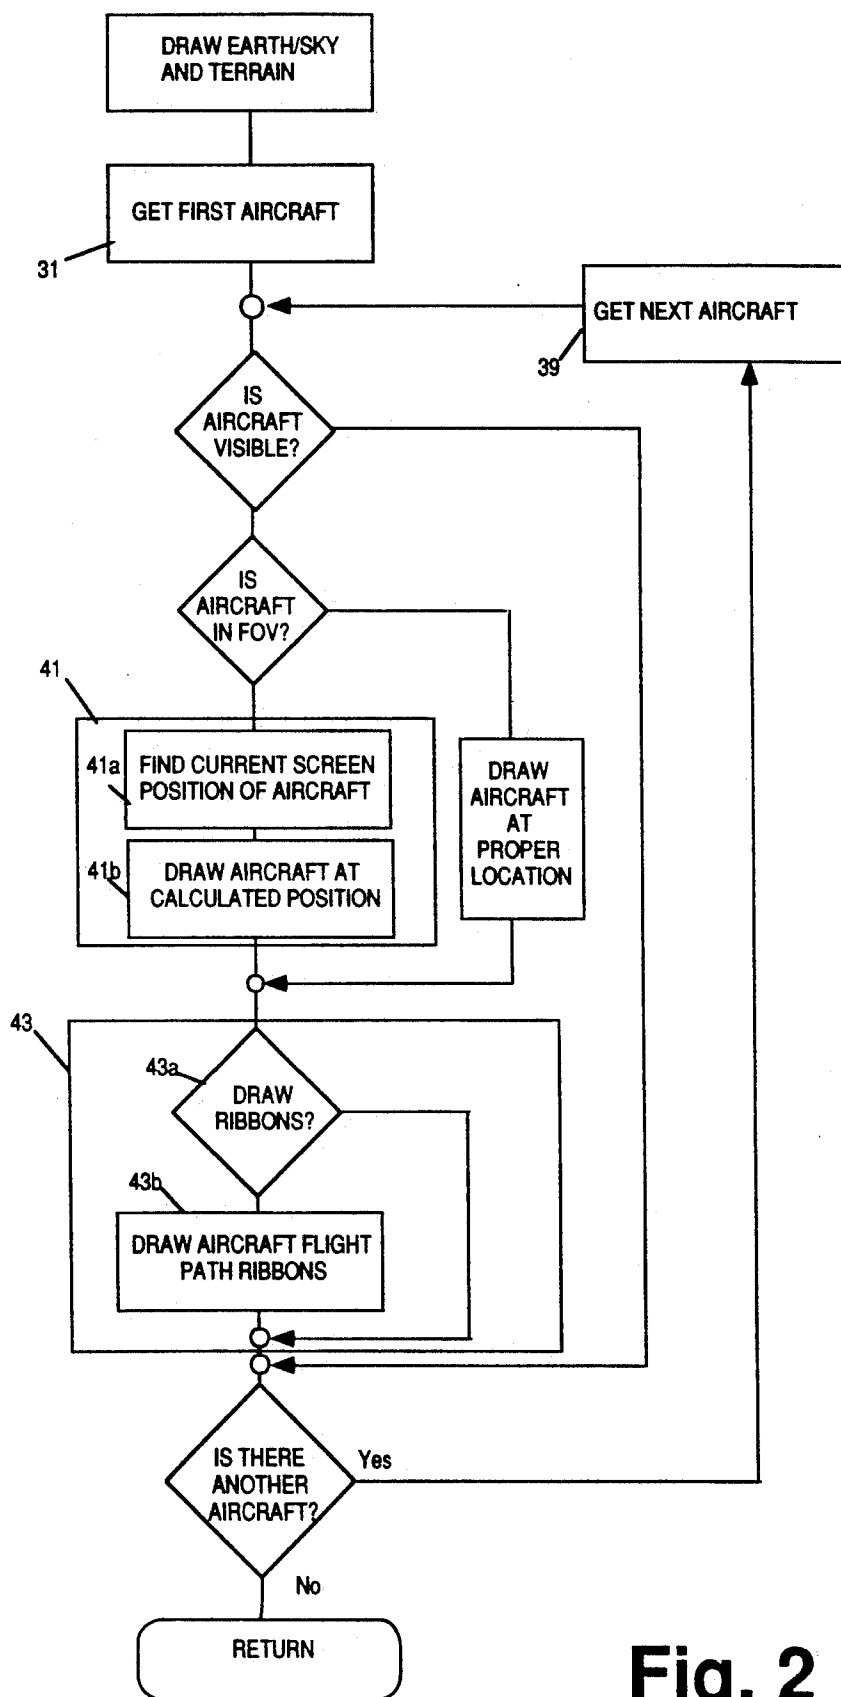 DRAW EARTH/SKY
AND TERRAIN
GET FIRST AIRCRAFT
31
GET NEXT AIRCRAFT
39
IS
AIRCRAFT
VISIBLE?
IS
AIRCRAFT
IN FOV?
41
41a
FIND CURRENT SCREEN
POSITION OF AIRCRAFT
41b
DRAW AIRCRAFT AT
CALCULATED POSITION
DRAW
AIRCRAFT
AT
PROPER
LOCATION
43
43a
DRAW
RIBBONS?
43b
DRAW AIRCRAFT FLIGHT
PATH RIBBONS
IS THERE
ANOTHER
AIRCRAFT?
Yes
No
RETURN
Fig. 2